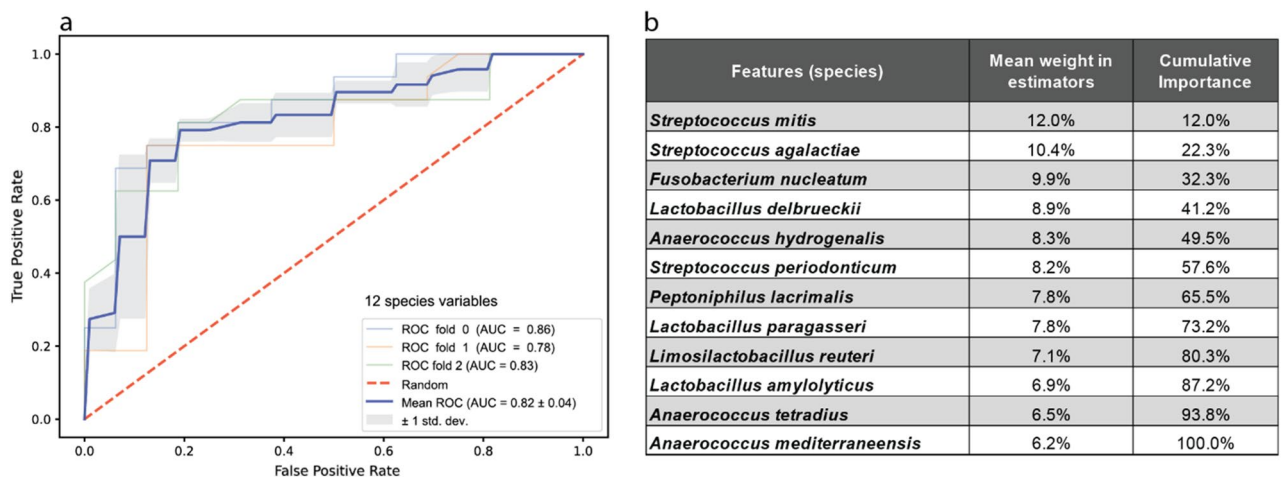 a
1.0
0.8
0.6
0.4
0.2
0.0
True Positive Rate
0.0 0.2 0.4 0.6 0.8 1.0
False Positive Rate
12 species variables
ROC fold 0 (AUC = 0.86)
ROC fold 1 (AUC = 0.78)
ROC fold 2 (AUC = 0.83)
Random
Mean ROC (AUC = 0.82 ± 0.04)
± 1 std. dev.
b
Features (species) Mean weight in estimators Cumulative Importance
Streptococcus mitis 12.0% 12.0%
Streptococcus agalactiae 10.4% 22.3%
Fusobacterium nucleatum 9.9% 32.3%
Lactobacillus delbrueckii 8.9% 41.2%
Anaerococcus hydrogenalis 8.3% 49.5%
Streptococcus periodonticum 8.2% 57.6%
Peptoniphilus lacrimalis 7.8% 65.5%
Lactobacillus paragasseri 7.8% 73.2%
Limosilactobacillus reuteri 7.1% 80.3%
Lactobacillus amylolyticus 6.9% 87.2%
Anaerococcus tetradius 6.5% 93.8%
Anaerococcus mediterraneensis 6.2% 100.0%